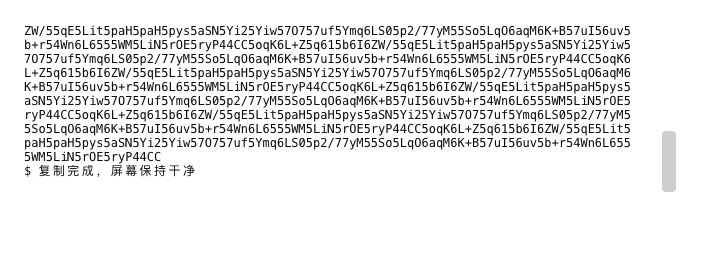 ZW/55qE5Lit5paH5paH5pys5aSN5Yi25Yiw57O757uf5Ymq6LS05p2/77yM55So5LqO6aqM6K+B57uI56uv5
b+r54Wn6L6555WM5LiN5rOE5ryP44CC5oqK6L+Z5q615b6I6ZW/55qE5Lit5paH5paH5pys5aSN5Yi25Yiw5
7O757uf5Ymq6LS05p2/77yM55So5LqO6aqM6K+B57uI56uv5b+r54Wn6L6555WM5LiN5rOE5ryP44CC5oqK6
L+Z5q615b6I6ZW/55qE5Lit5paH5paH5pys5aSN5Yi25Yiw57O757uf5Ymq6LS05p2/77yM55So5LqO6aqM6
K+B57uI56uv5b+r54Wn6L6555WM5LiN5rOE5ryP44CC5oqK6L+Z5q615b6I6ZW/55qE5Lit5paH5paH5pys5
aSN5Yi25Yiw57O757uf5Ymq6LS05p2/77yM55So5LqO6aqM6K+B57uI56uv5b+r54Wn6L6555WM5LiN5rOE5
ryP44CC5oqK6L+Z5q615b6I6ZW/55qE5Lit5paH5paH5pys5aSN5Yi25Yiw57O757uf5Ymq6LS05p2/77yM5
5So5LqO6aqM6K+B57uI56uv5b+r54Wn6L6555WM5LiN5rOE5ryP44CC5oqK6L+Z5q615b6I6ZW/55qE5Lit5
paH5paH5pys5aSN5Yi25Yiw57O757uf5Ymq6LS05p2/77yM55So5LqO6aqM6K+B57uI56uv5b+r54Wn6L655
5WM5LiN5rOE5ryP44CC
$ 复制完成，屏幕保持干净